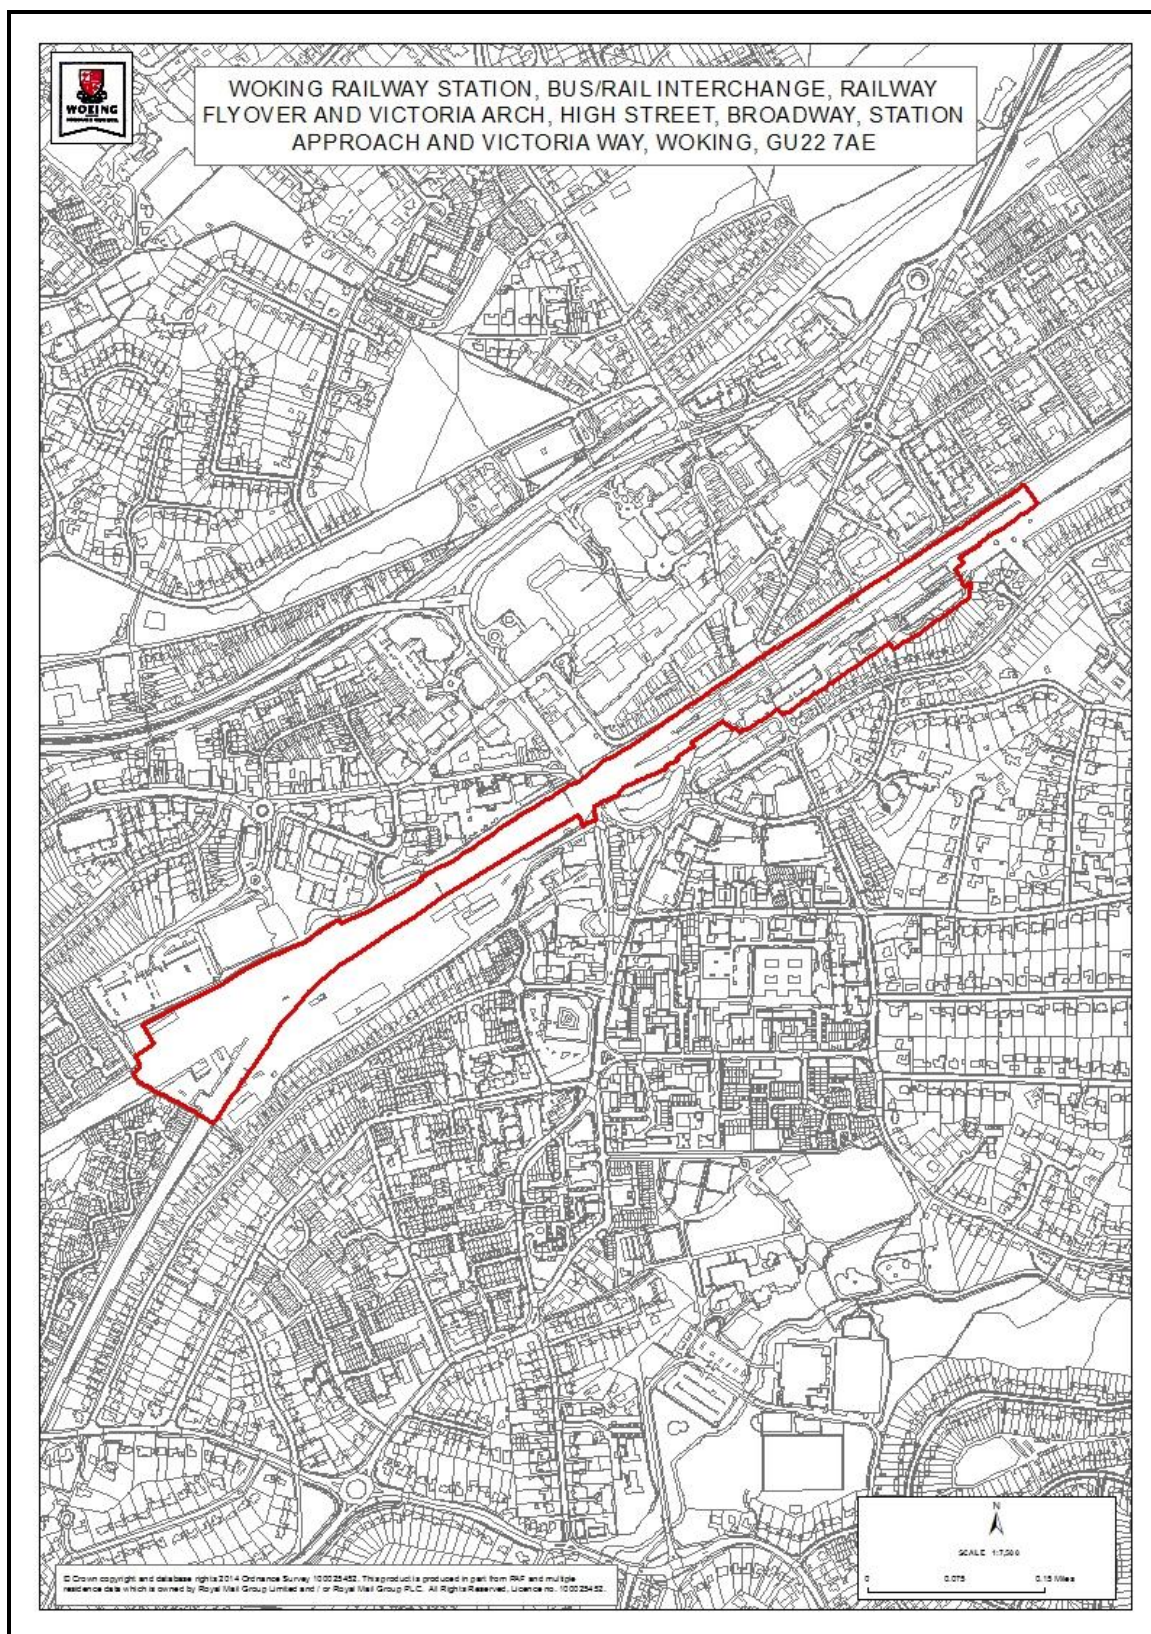 WOKING
BOROUGH COUNCIL
WOKING RAILWAY STATION, BUS/RAIL INTERCHANGE, RAILWAY
FLYOVER AND VICTORIA ARCH, HIGH STREET, BROADWAY, STATION
APPROACH AND VICTORIA WAY, WOKING, GU22 7AE
N
SCALE 1:7,500
0 0.075 0.15 Miles
© Crown copyright and database rights 2014 Ordnance Survey 100025452. This product is produced in part from PAF and multiple
residence data which is owned by Royal Mail Group Limited and / or Royal Mail Group PLC. All Rights Reserved, Licence no. 100025452.